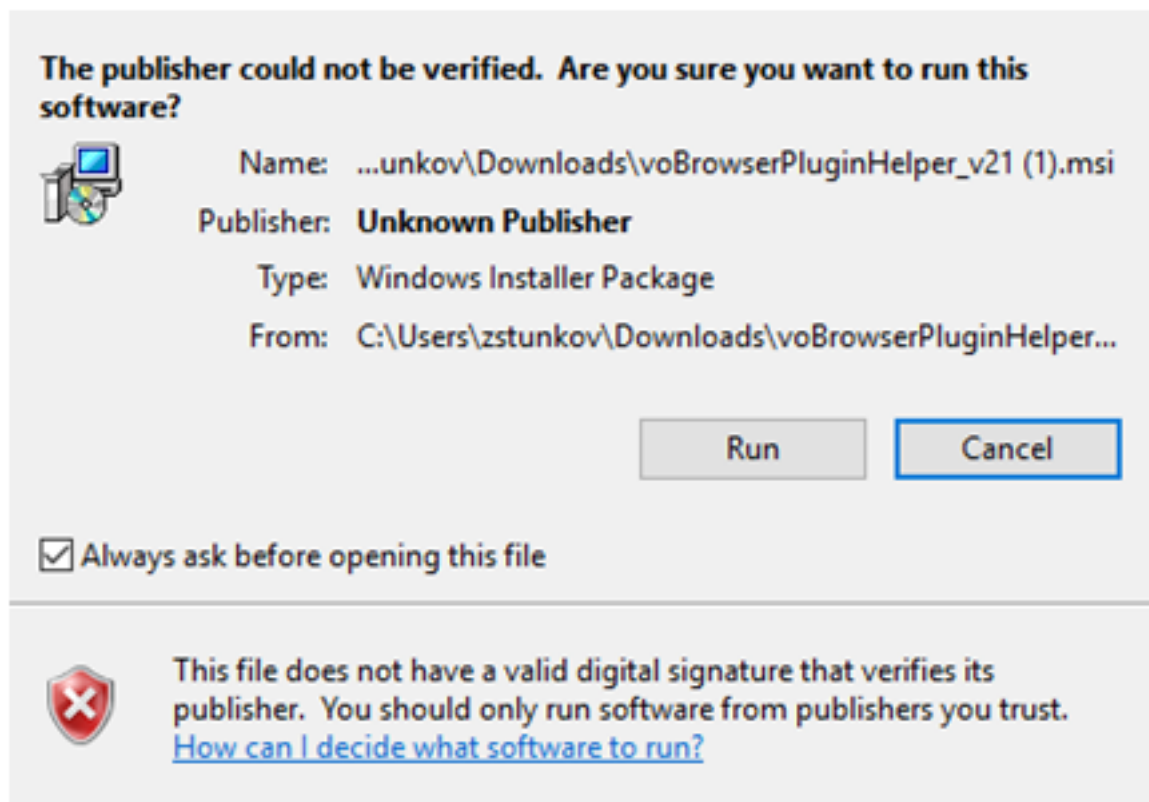 The publisher could not be verified.  Are you sure you want to run this
software?
Name: ...unkov\Downloads\voBrowserPluginHelper_v21 (1).msi
Publisher: Unknown Publisher
Type: Windows Installer Package
From: C:\Users\zstunkov\Downloads\voBrowserPluginHelper...
Run Cancel
Always ask before opening this file
This file does not have a valid digital signature that verifies its
publisher.  You should only run software from publishers you trust.
How can I decide what software to run?